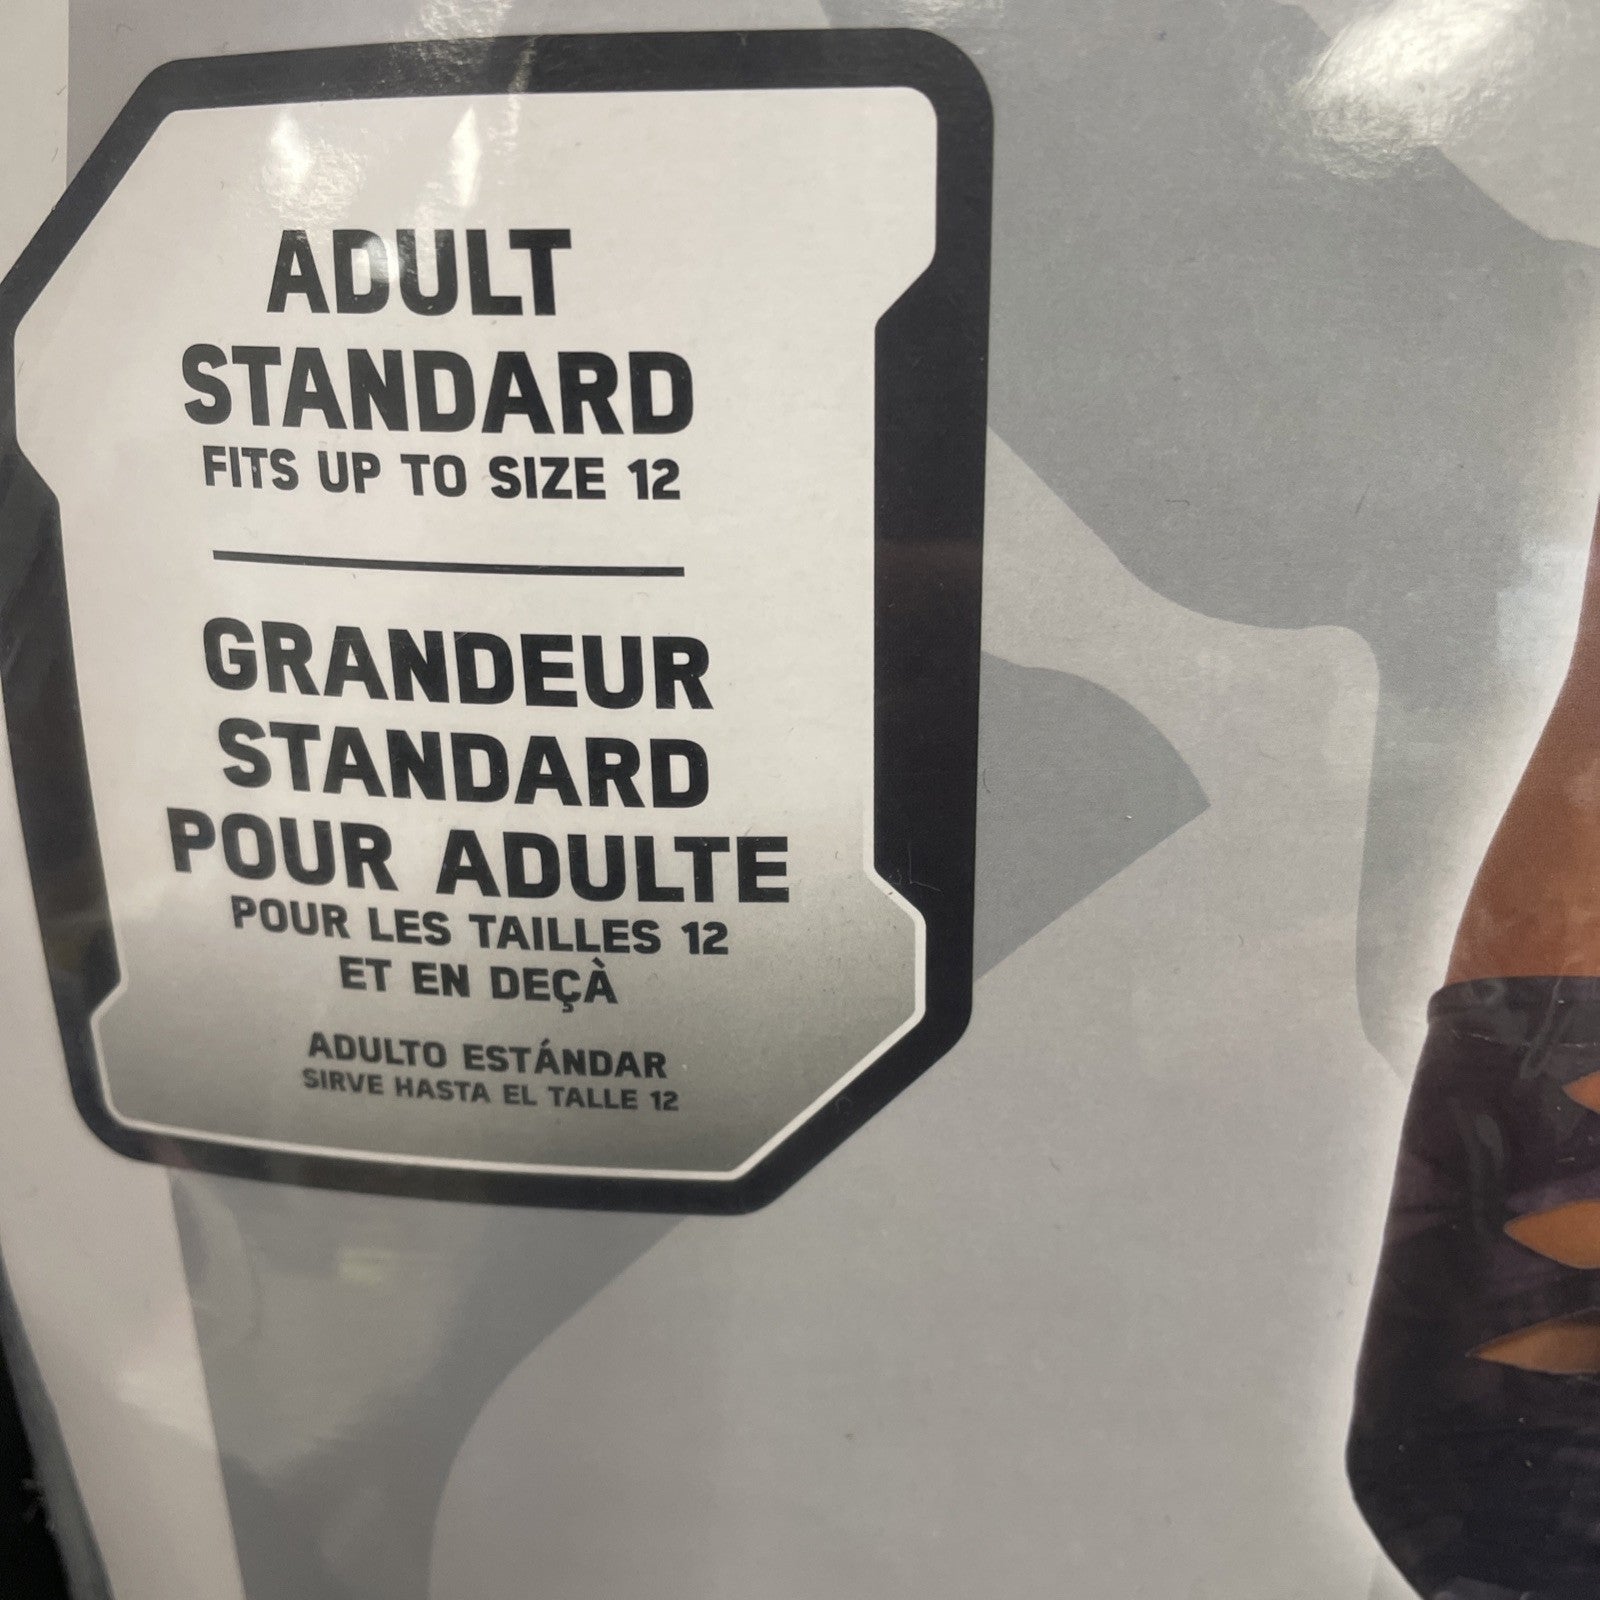 ADULT
STANDARD
FITS UP TO SIZE 12
GRANDEUR
STANDARD
POUR ADULTE
POUR LES TAILLES 12
ET EN DEÇÀ
ADULTO ESTÁNDAR
SIRVE HASTA EL TALLE 12